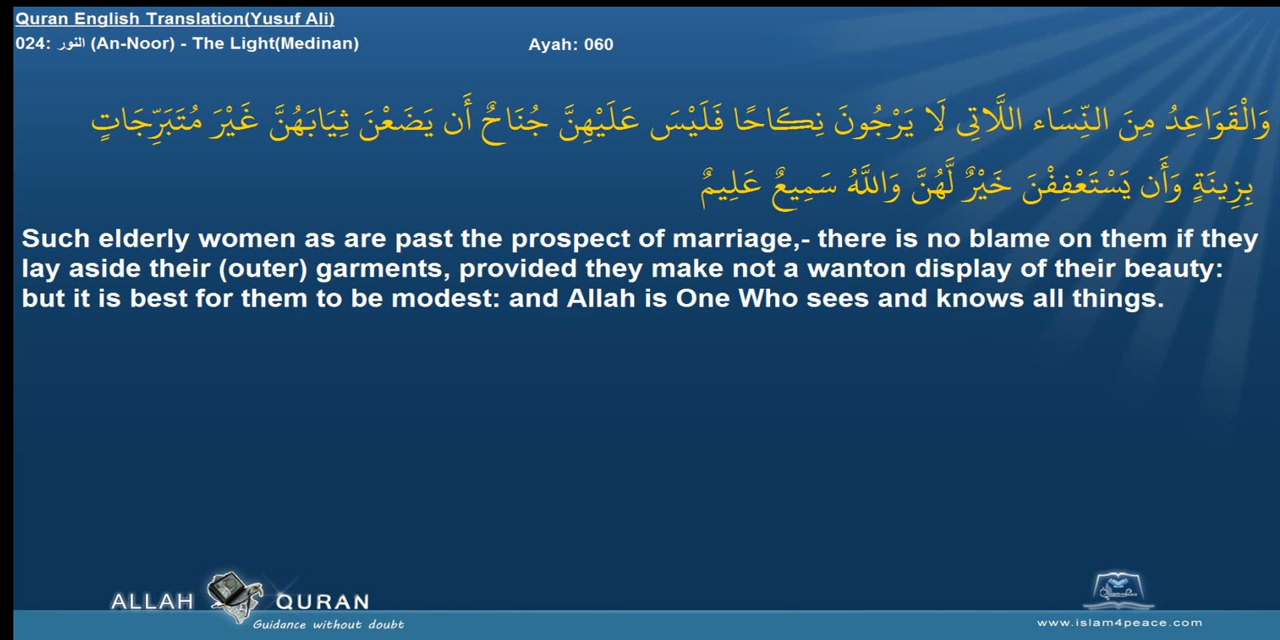 Quran English Translation(Yusuf Ali)
024: النور (An-Noor) - The Light(Medinan) Ayah: 060
وَالْقَوَاعِدُ مِنَ النِّسَاء اللَّاتِى لَا يَرْجُونَ نِكَاحًا فَلَيْسَ عَلَيْهِنَّ جُنَاحٌ أَن يَضَعْنَ ثِيَابَهُنَّ غَيْرَ مُتَبَرِّجَاتٍ
بِزِينَةٍ وَأَن يَسْتَعْفِفْنَ خَيْرٌ لَّهُنَّ وَاللَّهُ سَمِيعٌ عَلِيمٌ
Such elderly women as are past the prospect of marriage,- there is no blame on them if they
lay aside their (outer) garments, provided they make not a wanton display of their beauty:
but it is best for them to be modest: and Allah is One Who sees and knows all things.
ALLAH QURAN
Guidance without doubt
www.islam4peace.com